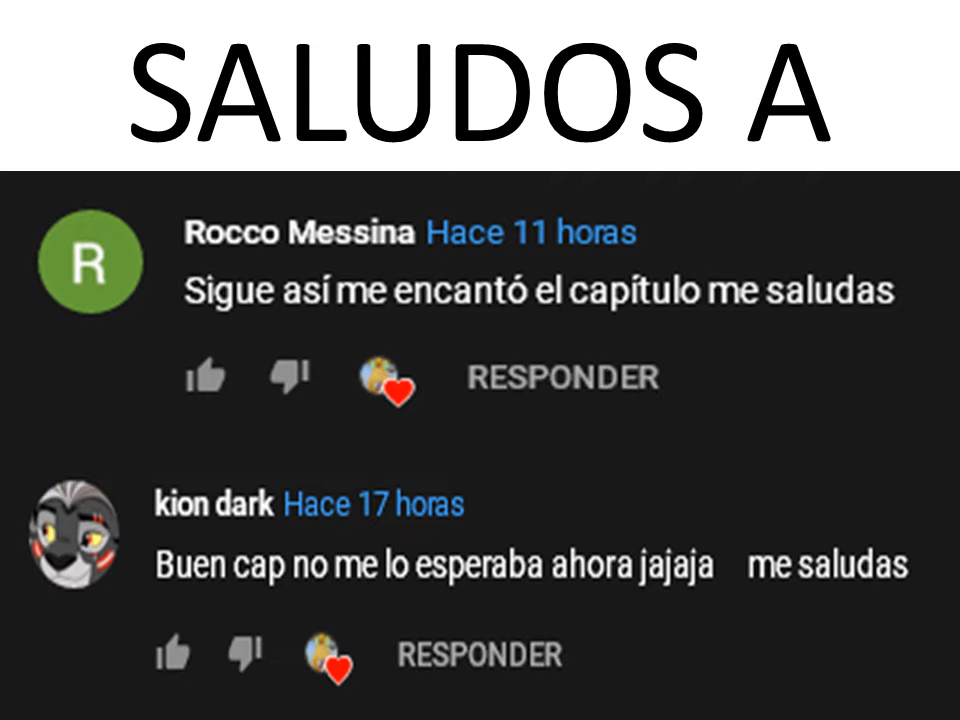 SALUDOS A
R
Rocco Messina Hace 11 horas
Sigue así me encantó el capítulo me saludas
RESPONDER
kion dark Hace 17 horas
Buen cap no me lo esperaba ahora jajaja me saludas
RESPONDER